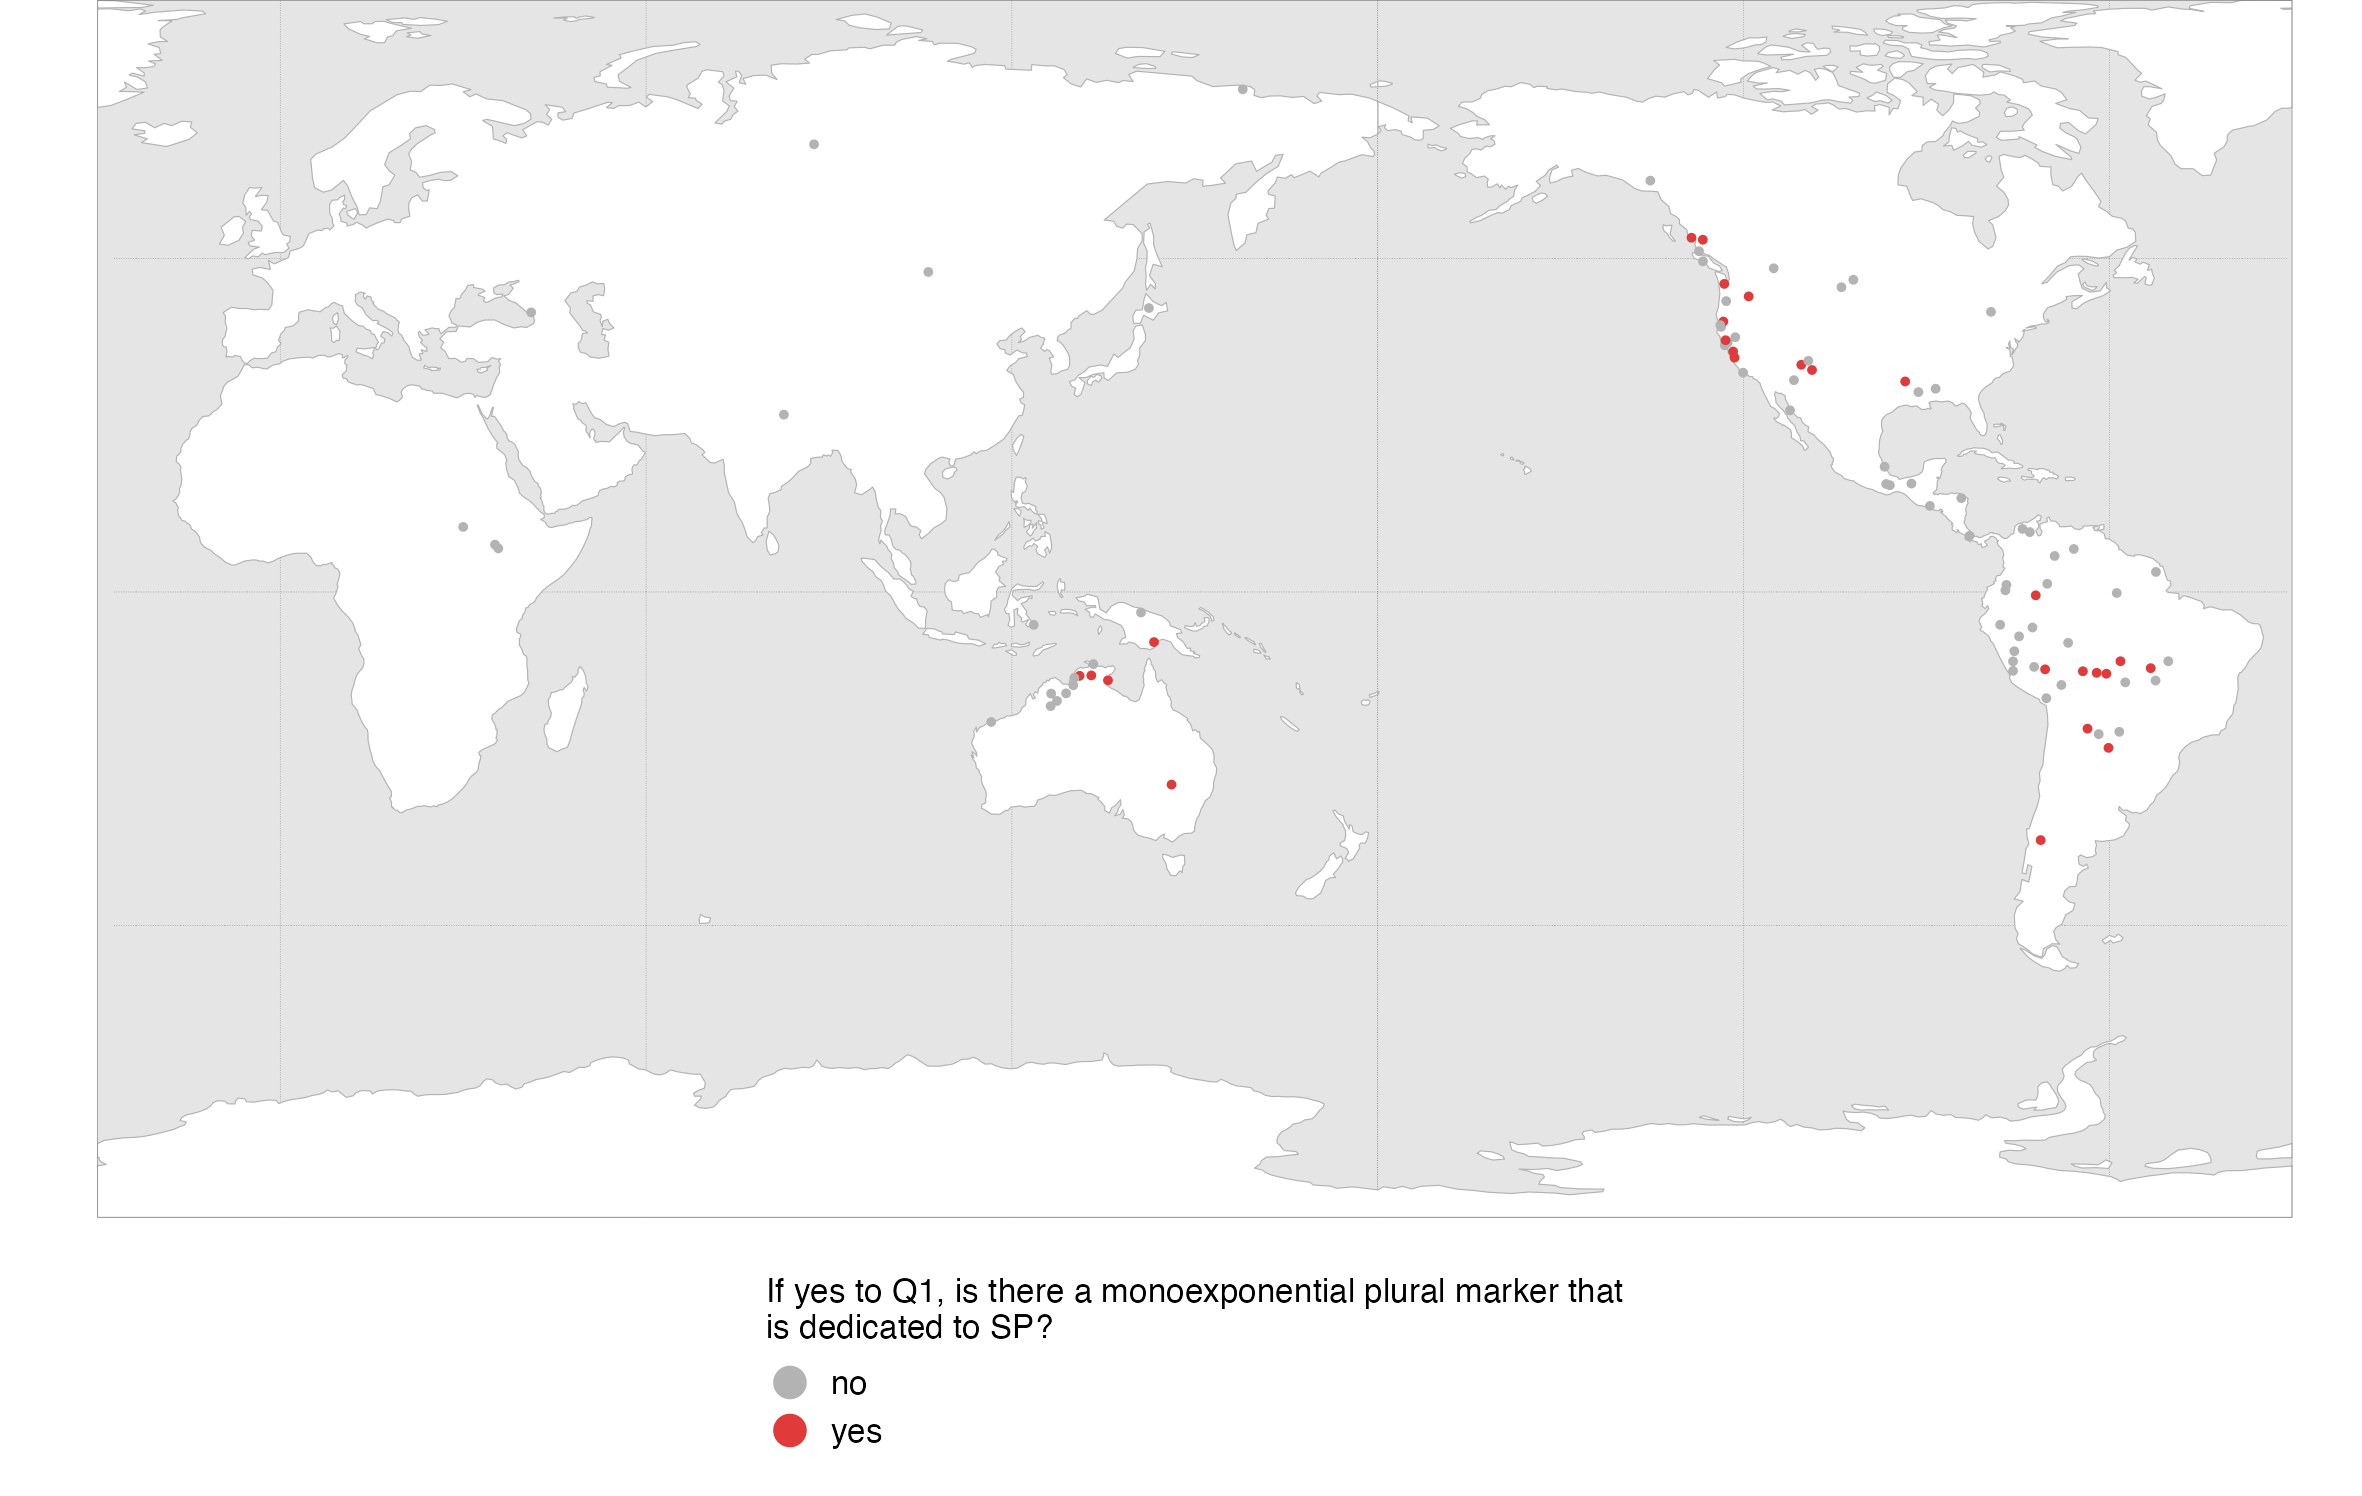 If yes to Q1, is there a monoexponential plural marker that
is dedicated to SP?
no
yes